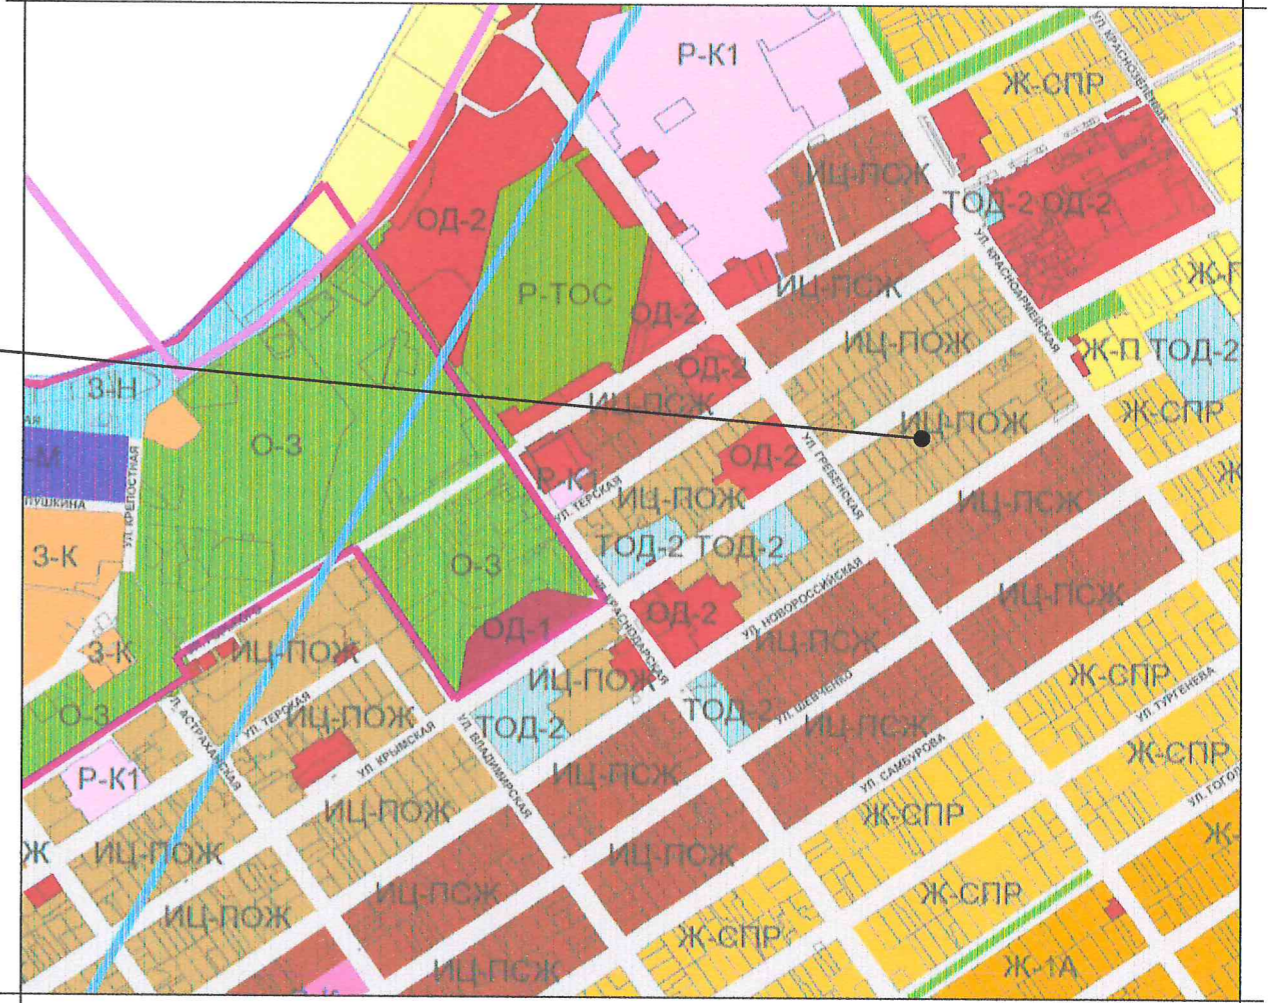 Р-К1
УЛ. КРАСНОЗЕЛЕНЫХ
Ж-СПР
ИЦ-ПСЖ
ТОД-2 ОД-2
ОД-2
УЛ. КРАСНОАРМЕЙСКАЯ
Ж-П
Р-ТОС
ИЦ-ПСЖ
ОД-2
ИЦ-ПОЖ
Ж-П ТОД-2
ОД-2
З-Н
ИЦ-ПСЖ
ИЦ-ПОЖ
Ж-СПР
О-З
УЛ. ГРЕБЕНСКАЯ
ОД-2
-М
Р-К1
УЛ. ТЕРСКАЯ
ИЦ-ПОЖ
ИЦ-ПСЖ
Ж
ПУШКИНА
УЛ. КРЕПОСТНАЯ
З-К
ТОД-2 ТОД-2
О-З
УЛ. НОВОРОССИЙСКАЯ
ИЦ-ПСЖ
УЛ. КРАСНОДАРСКАЯ
ОД-2
ОД-1
З-К
ИЦ-ПОЖ
ИЦ-ПСЖ
ИЦ-ПОЖ
Ж-СПР
УЛ. ТУРГЕНЕВА
О-З
УЛ. АСТРАХАНСКАЯ
УЛ. ТЕРСКАЯ
ИЦ-ПОЖ
УЛ. КРЫМСКАЯ
УЛ. ВЛАДИМИРСКАЯ
ТОД-2
ТОД-2
УЛ. ШЕВЧЕНКО
ИЦ-ПСЖ
Р-К1
ИЦ-ПСЖ
УЛ. САМБУРОВА
Ж-СПР
УЛ. ГОГОЛ
ИЦ-ПОЖ
Ж-СПР
Ж-
Ж
ИЦ-ПОЖ
ИЦ-ПСЖ
ИЦ-ПСЖ
Ж-СПР
ИЦ-ПОЖ
Ж-СПР
ИЦ-ПСЖ
Ж-1А